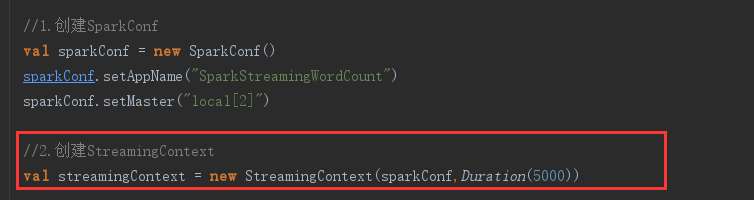 //1.创建SparkConf
val sparkConf = new SparkConf()
sparkConf.setAppName("SparkStreamingWordCount")
sparkConf.setMaster("local[2]")
//2.创建StreamingContext
val streamingContext = new StreamingContext(sparkConf,Duration(5000))